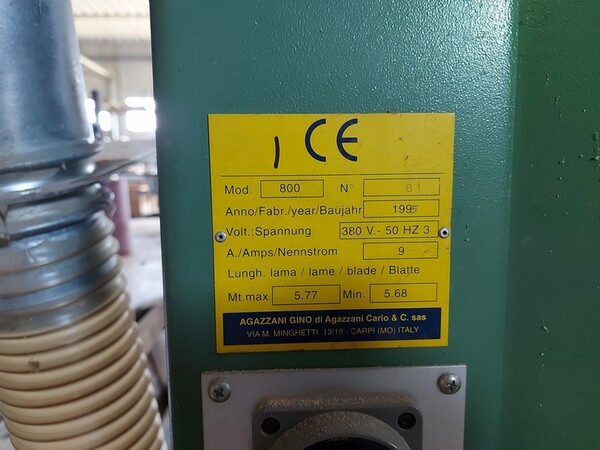 CE
Mod. 800 N° 81
Anno/Fabr./year/Baujahr 1995
Volt.:Spannung 380 V.- 50 HZ 3
A./Amps/Nennstrom 9
Lungh. lama / lame / blade / Blatte
Mt.max 5.77 Min. 5.68
AGAZZANI GINO di Agazzani Carlo & C. sas
VIA M. MINGHETTI 13/19 - CARPI (MO) ITALY